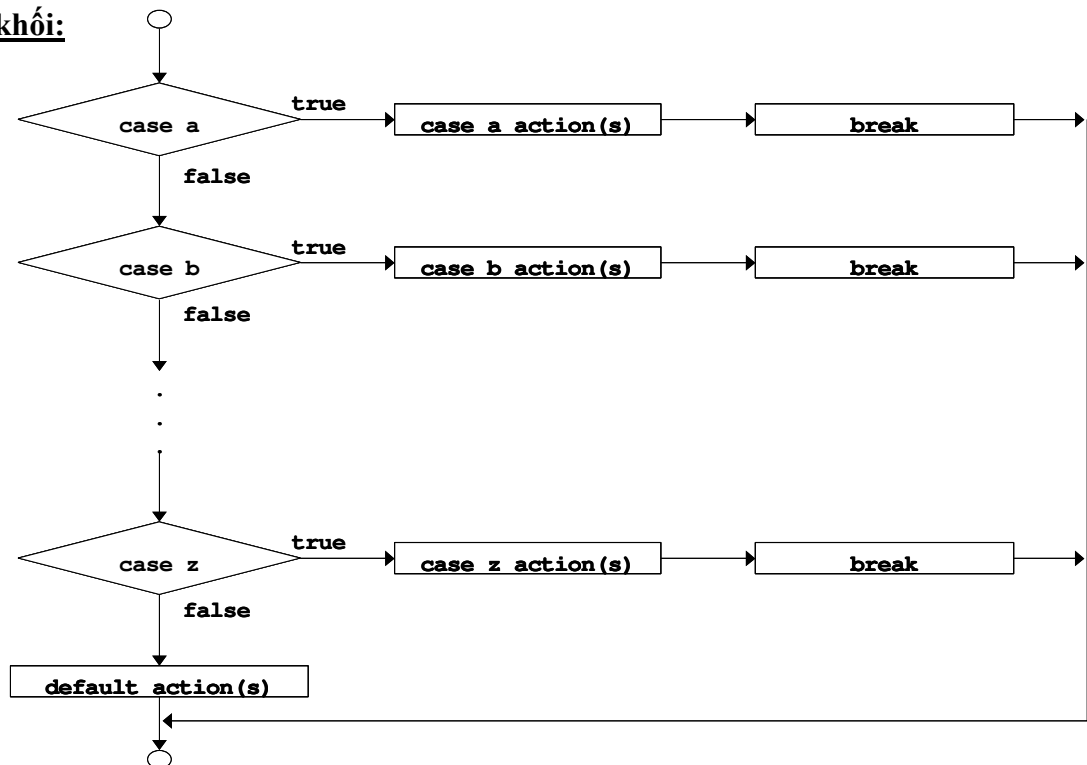 khối:
true
case a
case a action(s)
break
false
true
case b
case b action(s)
break
false
.
.
.
true
case z
case z action(s)
break
false
default action(s)